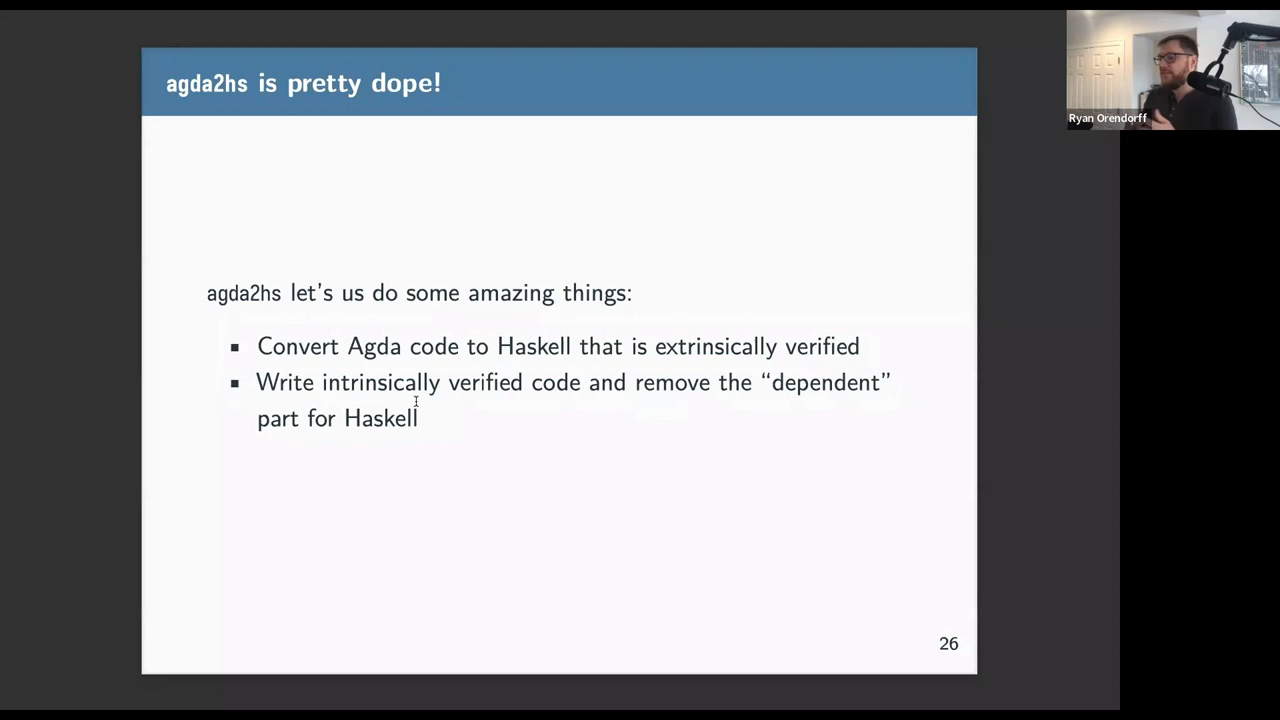 agda2hs is pretty dope!
Ryan Orendorff
agda2hs let's us do some amazing things:
▪ Convert Agda code to Haskell that is extrinsically verified
▪ Write intrinsically verified code and remove the “dependent”
part for Haskell
26